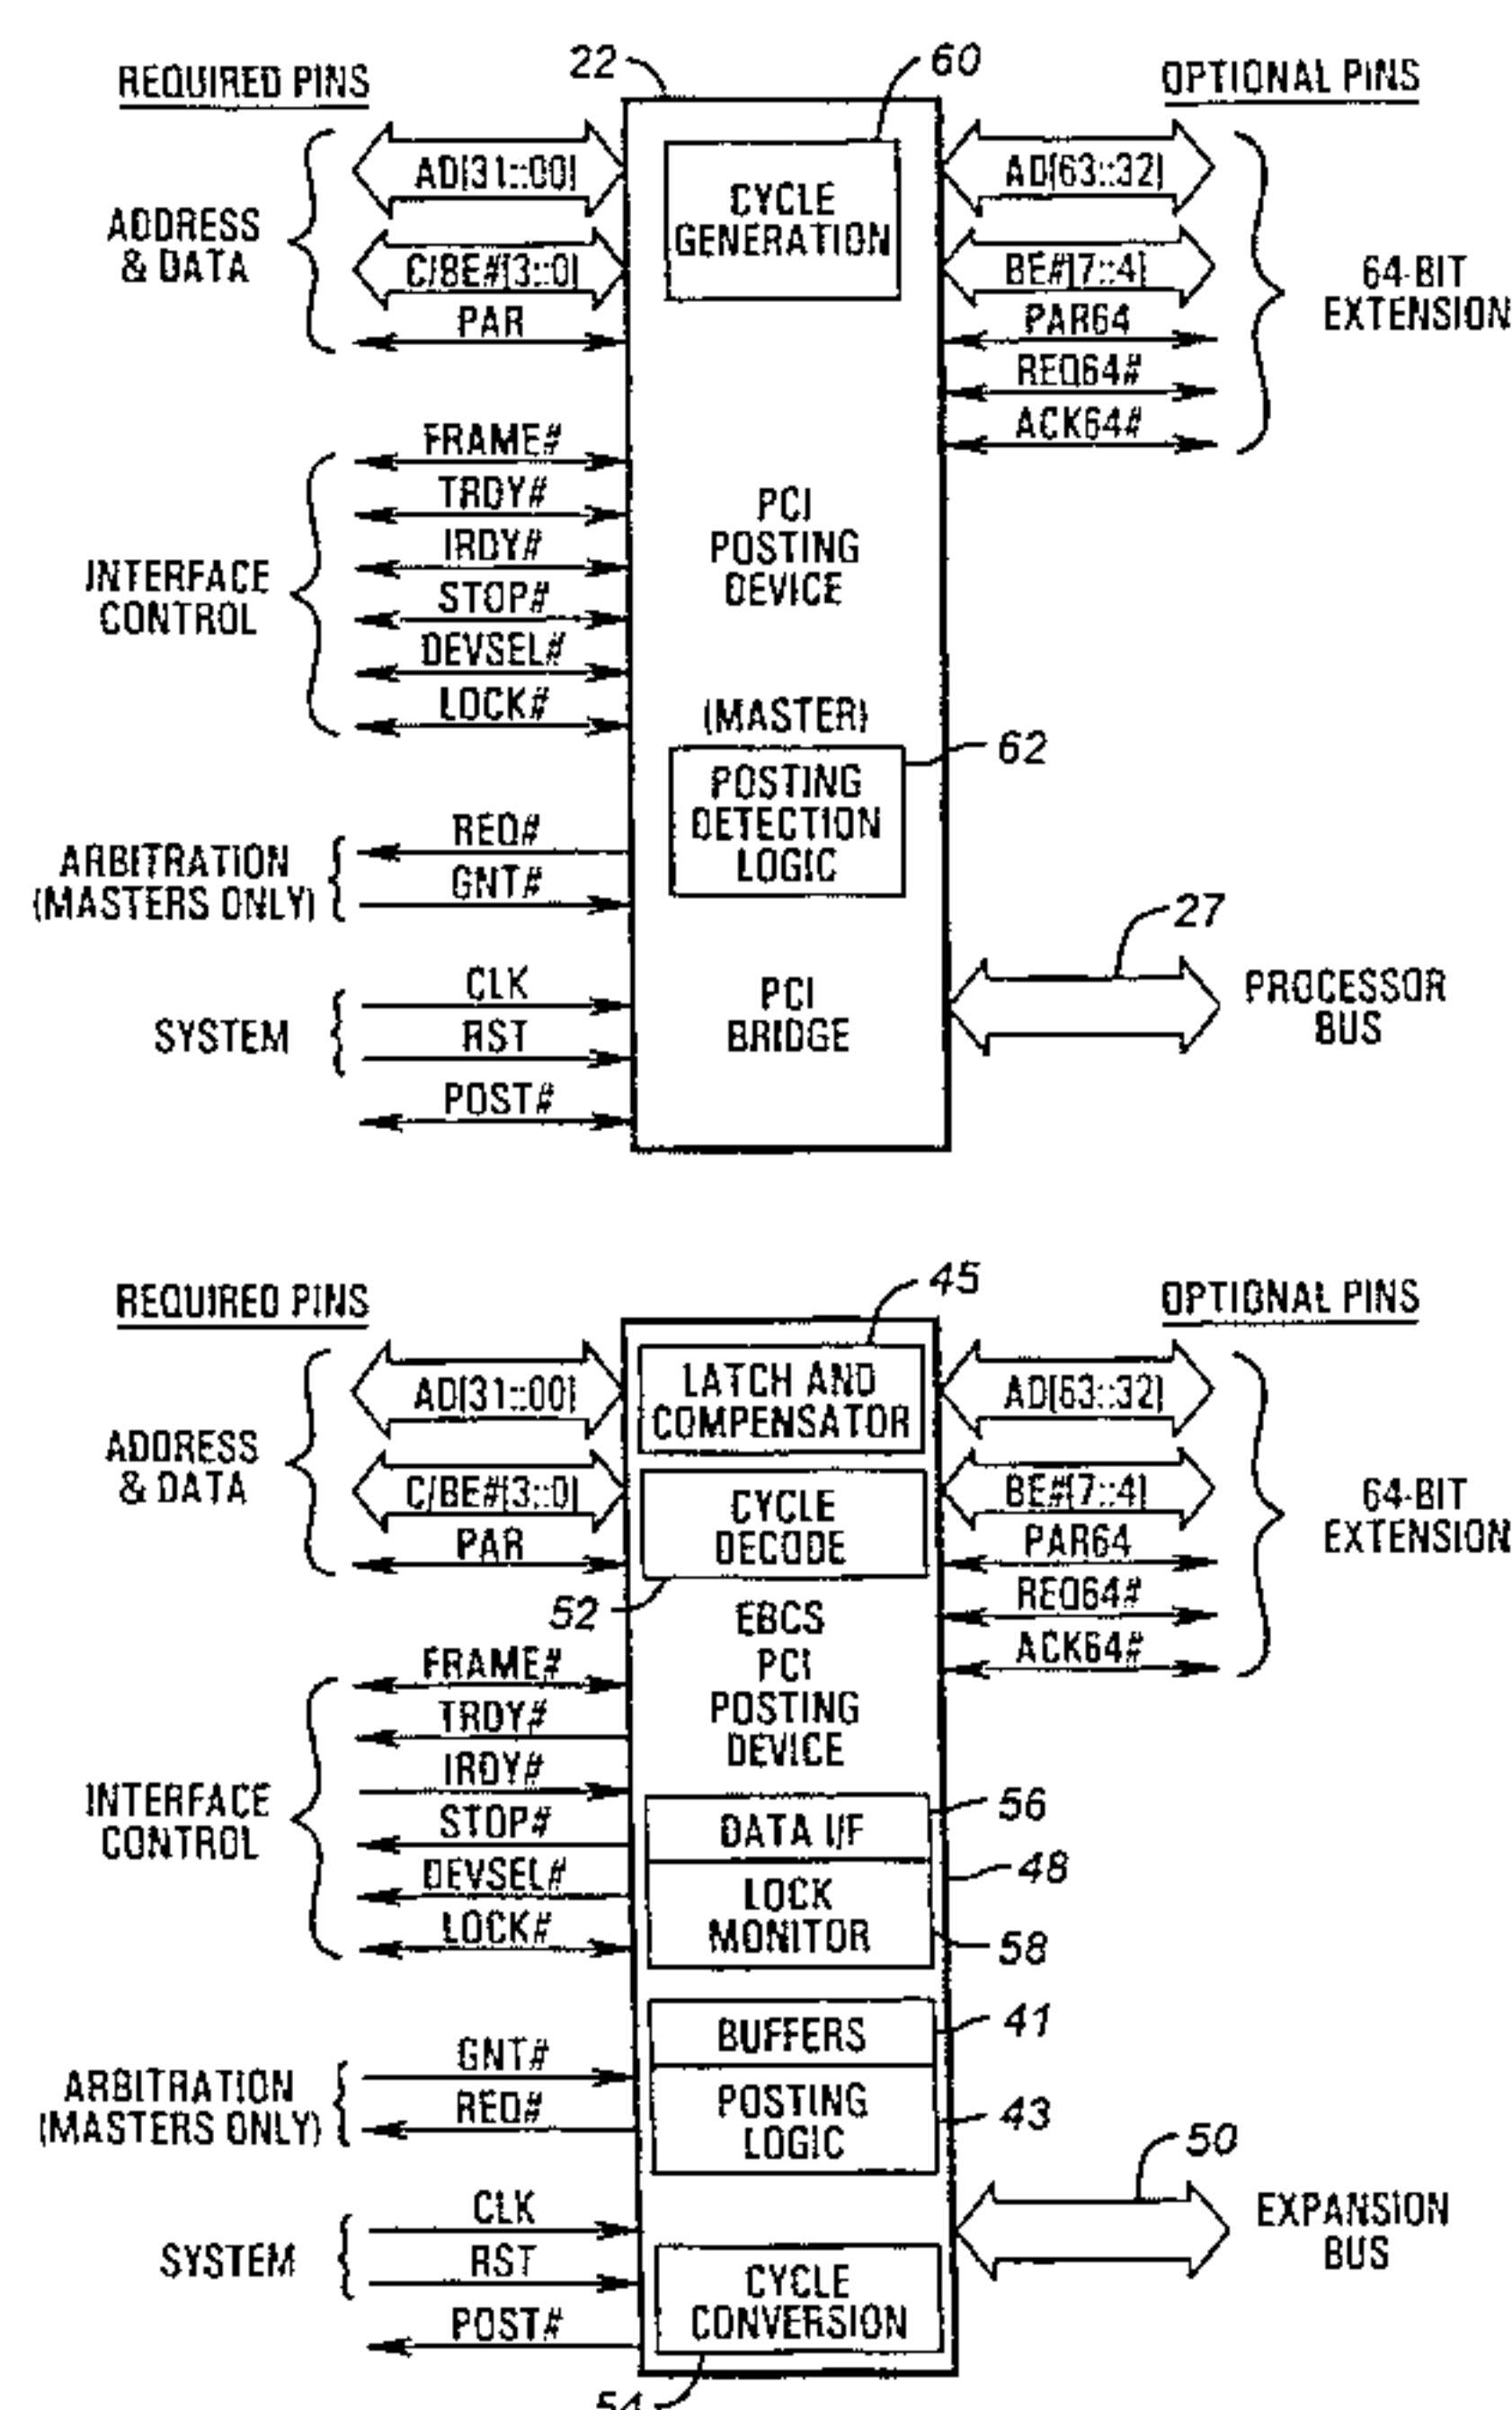 22
60
REQUIRED PINS
OPTIONAL PINS
AD[31::00]
CYCLE
GENERATION
AD[63::32]
ADDRESS
& DATA
C/BE#[3::0]
BE#[7::4]
64-BIT
EXTENSION
PAR
PAR64
REQ64#
ACK64#
FRAME#
TRDY#
IRDY#
STOP#
DEVSEL#
LOCK#
INTERFACE
CONTROL
PCI
POSTING
DEVICE
(MASTER)
62
POSTING
DETECTION
LOGIC
REQ#
GNT#
ARBITRATION
(MASTERS ONLY)
27
PROCESSOR
BUS
CLK
RST
SYSTEM
PCI
BRIDGE
POST#
45
REQUIRED PINS
OPTIONAL PINS
LATCH AND
COMPENSATOR
AD[31::00]
AD[63::32]
ADDRESS
& DATA
C/BE#[3::0]
CYCLE
DECODE
BE#[7::4]
64-BIT
EXTENSION
PAR
PAR64
52
REQ64#
ACK64#
EBCS
PCI
POSTING
DEVICE
FRAME#
TRDY#
IRDY#
STOP#
DEVSEL#
LOCK#
INTERFACE
CONTROL
DATA I/F
56
48
LOCK
MONITOR
58
BUFFERS
41
POSTING
LOGIC
43
GNT#
REQ#
ARBITRATION
(MASTERS ONLY)
50
EXPANSION
BUS
CLK
RST
SYSTEM
CYCLE
CONVERSION
POST#
54